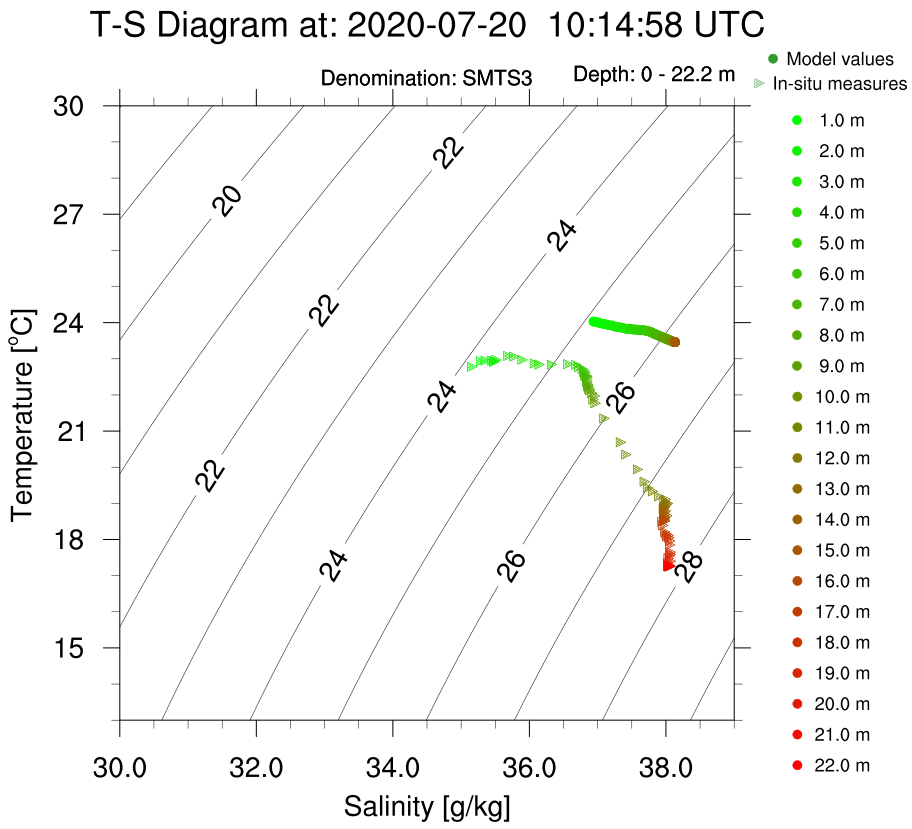 T-S Diagram at: 2020-07-20  10:14:58 UTC
Denomination: SMTS3
Depth: 0 - 22.2 m
Model values
In-situ measures
1.0 m
2.0 m
3.0 m
4.0 m
5.0 m
6.0 m
7.0 m
8.0 m
9.0 m
10.0 m
11.0 m
12.0 m
13.0 m
14.0 m
15.0 m
16.0 m
17.0 m
18.0 m
19.0 m
20.0 m
21.0 m
22.0 m
30
27
24
21
18
15
Temperature [°C]
20
22
24
22
24
26
22
24
26
28
30.0
32.0
34.0
36.0
38.0
Salinity [g/kg]